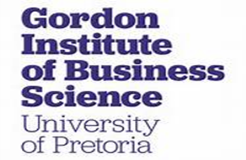 Gordon
Institute
of Business
Science
University
of Pretoria